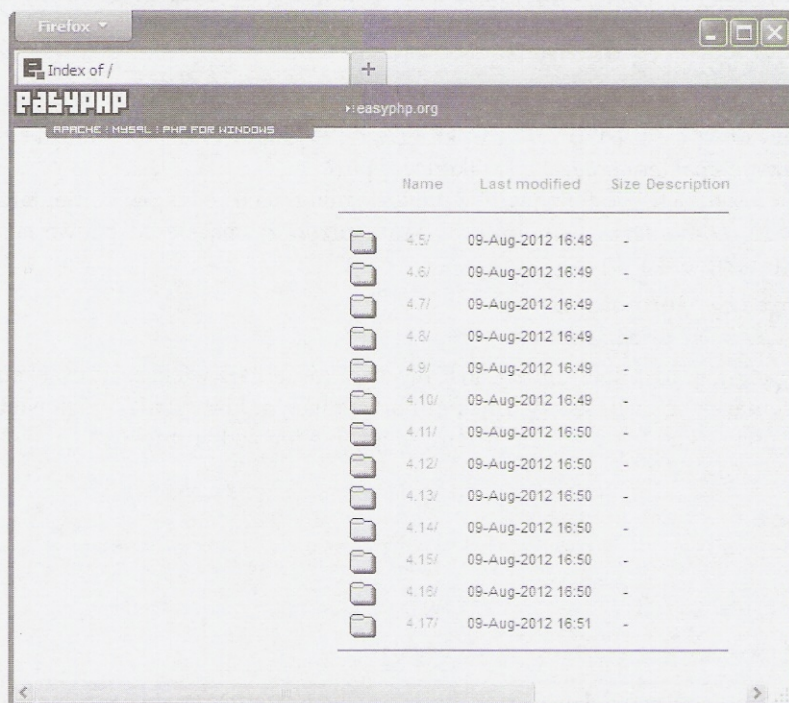 Firefox
Index of /
easyphp
easyphp.org
APACHE : MYSQL : PHP FOR WINDOWS
Name Last modified Size Description
4.5/ 09-Aug-2012 16:48 -
4.6/ 09-Aug-2012 16:49 -
4.7/ 09-Aug-2012 16:49 -
4.8/ 09-Aug-2012 16:49 -
4.9/ 09-Aug-2012 16:49 -
4.10/ 09-Aug-2012 16:49 -
4.11/ 09-Aug-2012 16:50 -
4.12/ 09-Aug-2012 16:50 -
4.13/ 09-Aug-2012 16:50 -
4.14/ 09-Aug-2012 16:50 -
4.15/ 09-Aug-2012 16:50 -
4.16/ 09-Aug-2012 16:50 -
4.17/ 09-Aug-2012 16:51 -